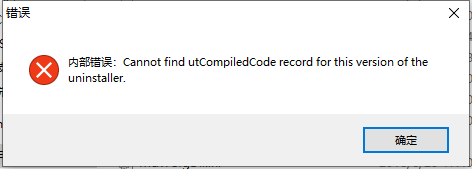 错误
内部错误：Cannot find utCompiledCode record for this version of the
uninstaller.
确定